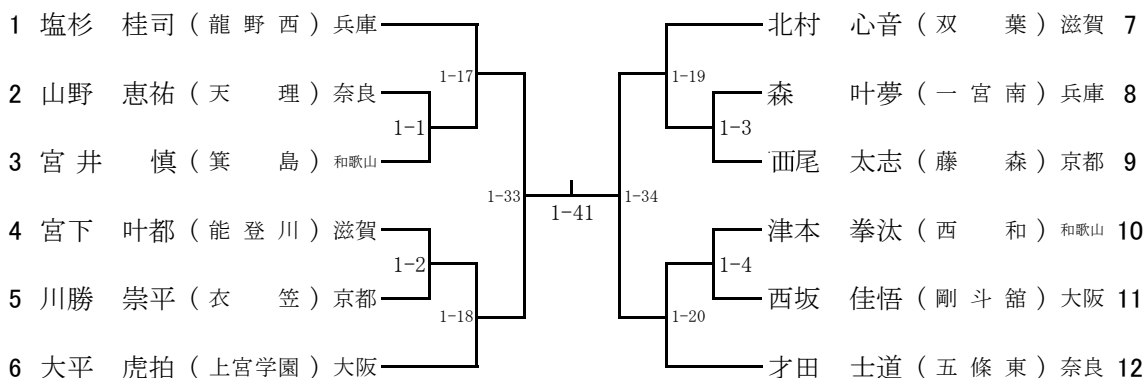 1 塩杉 桂司 ( 龍野西 ) 兵庫
1-17
2 山野 恵祐 ( 天理 ) 奈良
1-1
3 宮井 慎 ( 箕島 ) 和歌山
1-33
4 宮下 叶都 ( 能登川 ) 滋賀
1-2
5 川勝 崇平 ( 衣笠 ) 京都
1-18
6 大平 虎拍 ( 上宮学園 ) 大阪
1-41
北村 心音 ( 双葉 ) 滋賀 7
1-19
森 叶夢 ( 一宮南 ) 兵庫 8
1-3
西尾 太志 ( 藤森 ) 京都 9
1-34
津本 拳汰 ( 西和 ) 和歌山 10
1-4
西坂 佳悟 ( 剛斗舘 ) 大阪 11
1-20
才田 士道 ( 五條東 ) 奈良 12